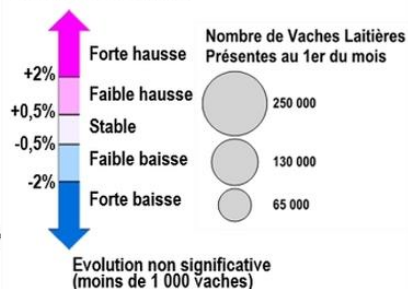 Nombre de Vaches Laitières
Présentes au 1er du mois
Forte hausse
+2%
Faible hausse
250 000
+0,5%
Stable
-0,5%
Faible baisse
130 000
-2%
Forte baisse
65 000
Evolution non significative
(moins de 1 000 vaches)